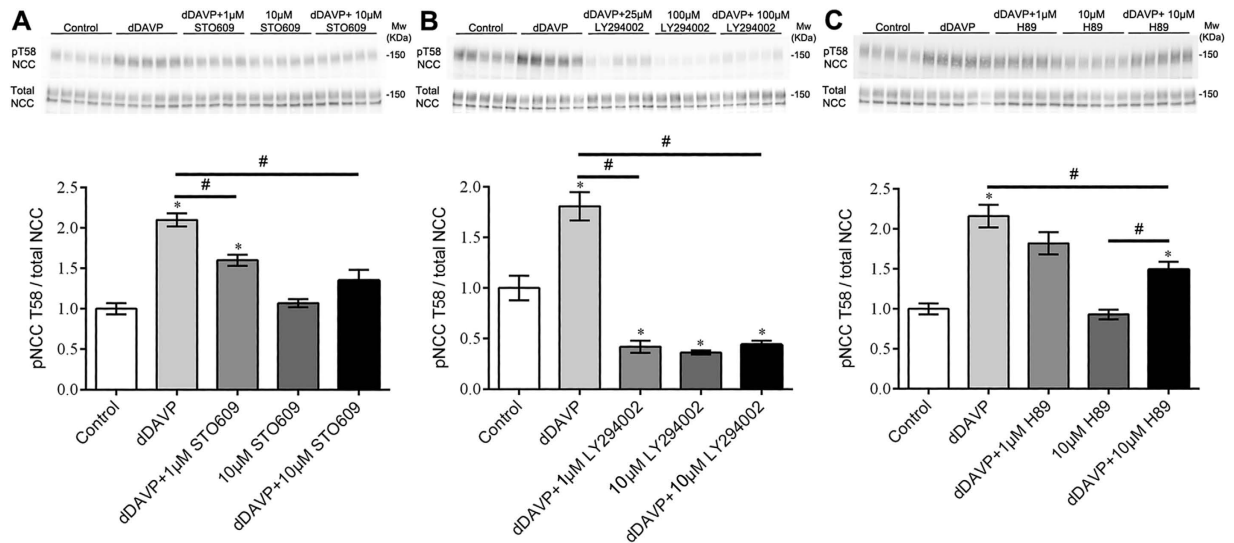 A
Control
dDAVP
dDAVP+1µM
STO609
10µM
STO609
dDAVP+ 10µM
STO609
Mw
(KDa)
pT58
NCC
-150
Total
NCC
-150
#
#
*
*
pNCC T58 / total NCC
2.5
2.0
1.5
1.0
0.5
0.0
Control
dDAVP
dDAVP+1µM STO609
10µM STO609
dDAVP+10µM STO609
B
Control
dDAVP
dDAVP+25µM
LY294002
100µM
LY294002
dDAVP+ 100µM
LY294002
Mw
(KDa)
pT58
NCC
-150
Total
NCC
-150
#
#
*
*
*
*
pNCC T58 / total NCC
2.0
1.5
1.0
0.5
0.0
Control
dDAVP
dDAVP+1µM LY294002
10µM LY294002
dDAVP+ 10µM LY294002
C
Control
dDAVP
dDAVP+1µM
H89
10µM
H89
dDAVP+ 10µM
H89
Mw
(KDa)
pT58
NCC
-150
Total
NCC
-150
#
#
*
*
pNCC T58 / total NCC
2.5
2.0
1.5
1.0
0.5
0.0
Control
dDAVP
dDAVP+1µM H89
10µM H89
dDAVP+10µM H89